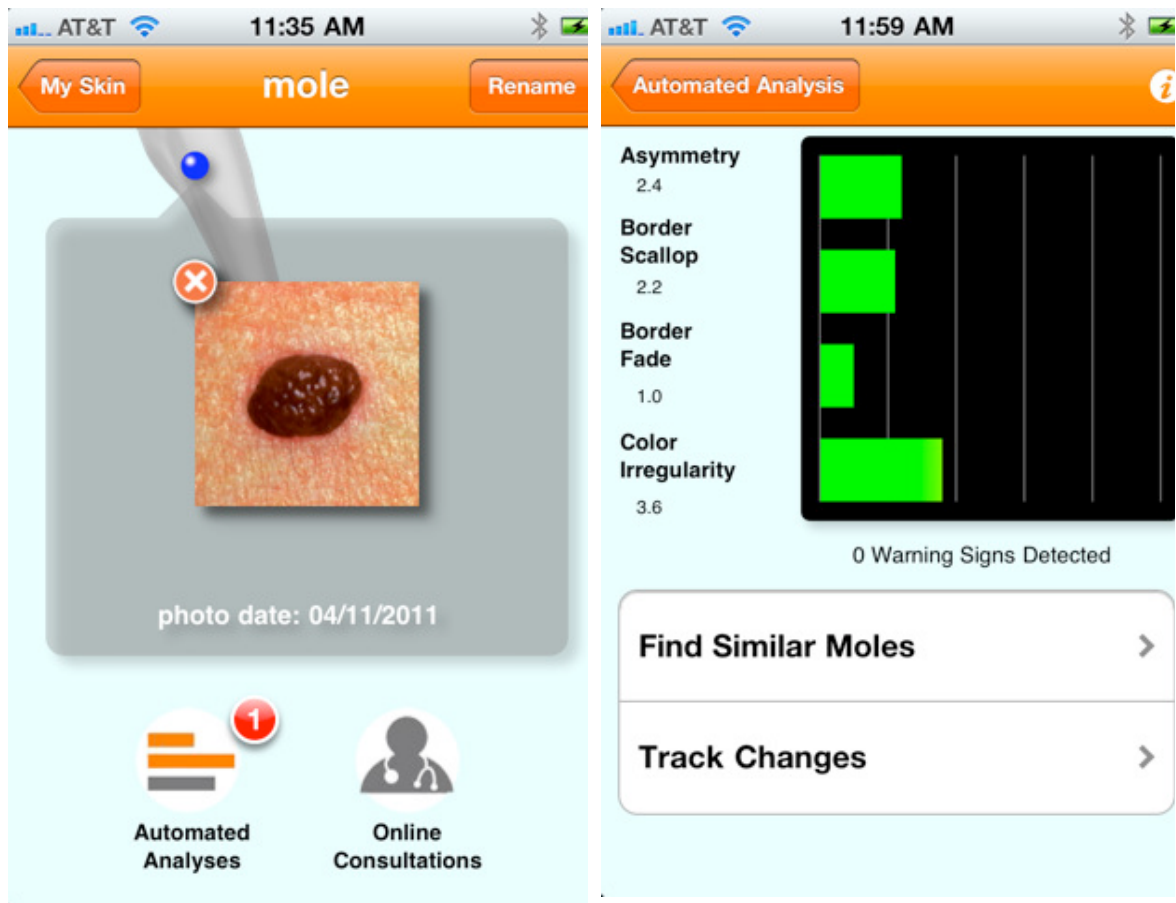 AT&T 11:35 AM
My Skin mole Rename
photo date: 04/11/2011
1
Automated
Analyses
Online
Consultations
AT&T 11:59 AM
Automated Analysis i
Asymmetry
2.4
Border
Scallop
2.2
Border
Fade
1.0
Color
Irregularity
3.6
0 Warning Signs Detected
Find Similar Moles
Track Changes